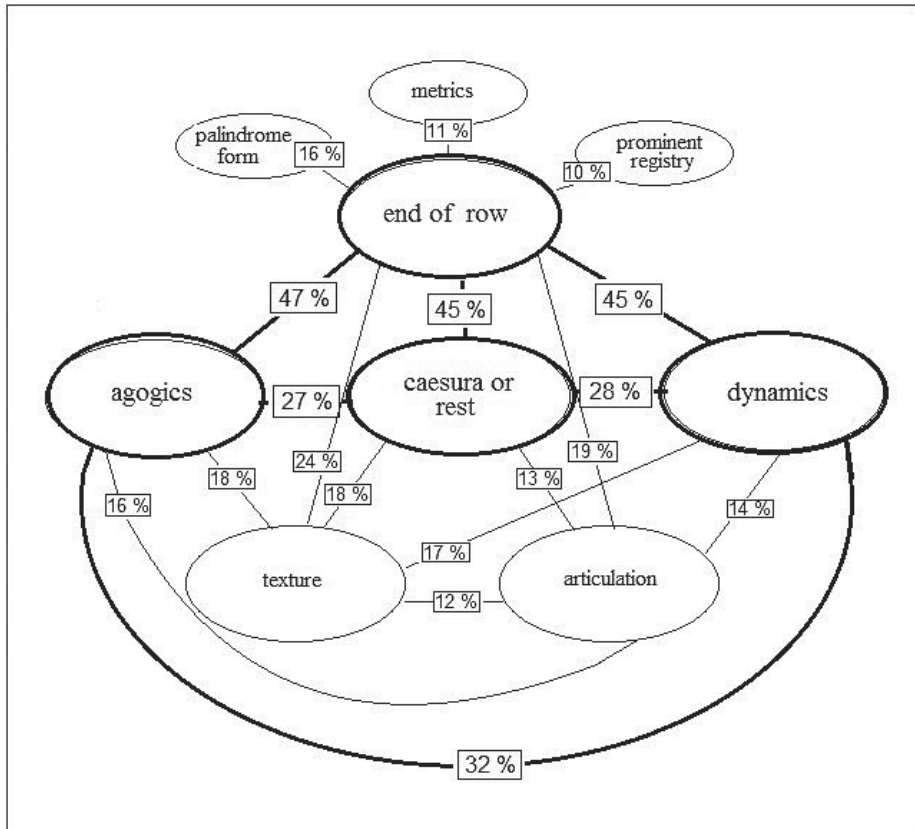 metrics
11 %
palindrome
form
16 %
prominent
registry
10 %
end of row
47 %
45 %
45 %
agogics
27 %
caesura or
rest
28 %
dynamics
18 %
24 %
18 %
13 %
19 %
16 %
14 %
17 %
texture
12 %
articulation
32 %